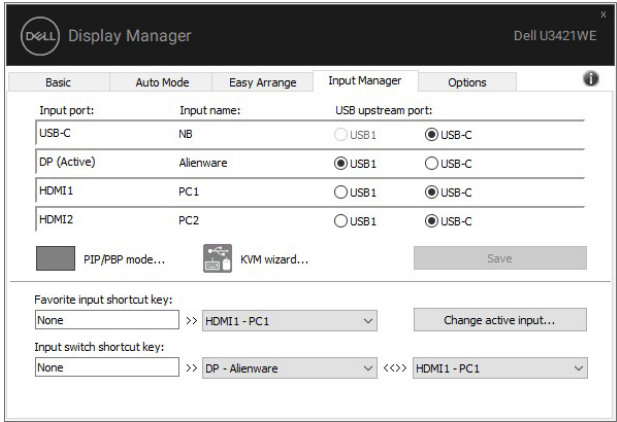 DELL Display Manager
x
Dell U3421WE
Basic Auto Mode Easy Arrange Input Manager Options i
Input port: Input name: USB upstream port:
USB-C NB USB1 USB-C
DP (Active) Alienware USB1 USB-C
HDMI1 PC1 USB1 USB-C
HDMI2 PC2 USB1 USB-C
PIP/PBP mode... KVM wizard... Save
Favorite input shortcut key:
None >> HDMI1 - PC1 Change active input...
Input switch shortcut key:
None >> DP - Alienware <<>> HDMI1 - PC1